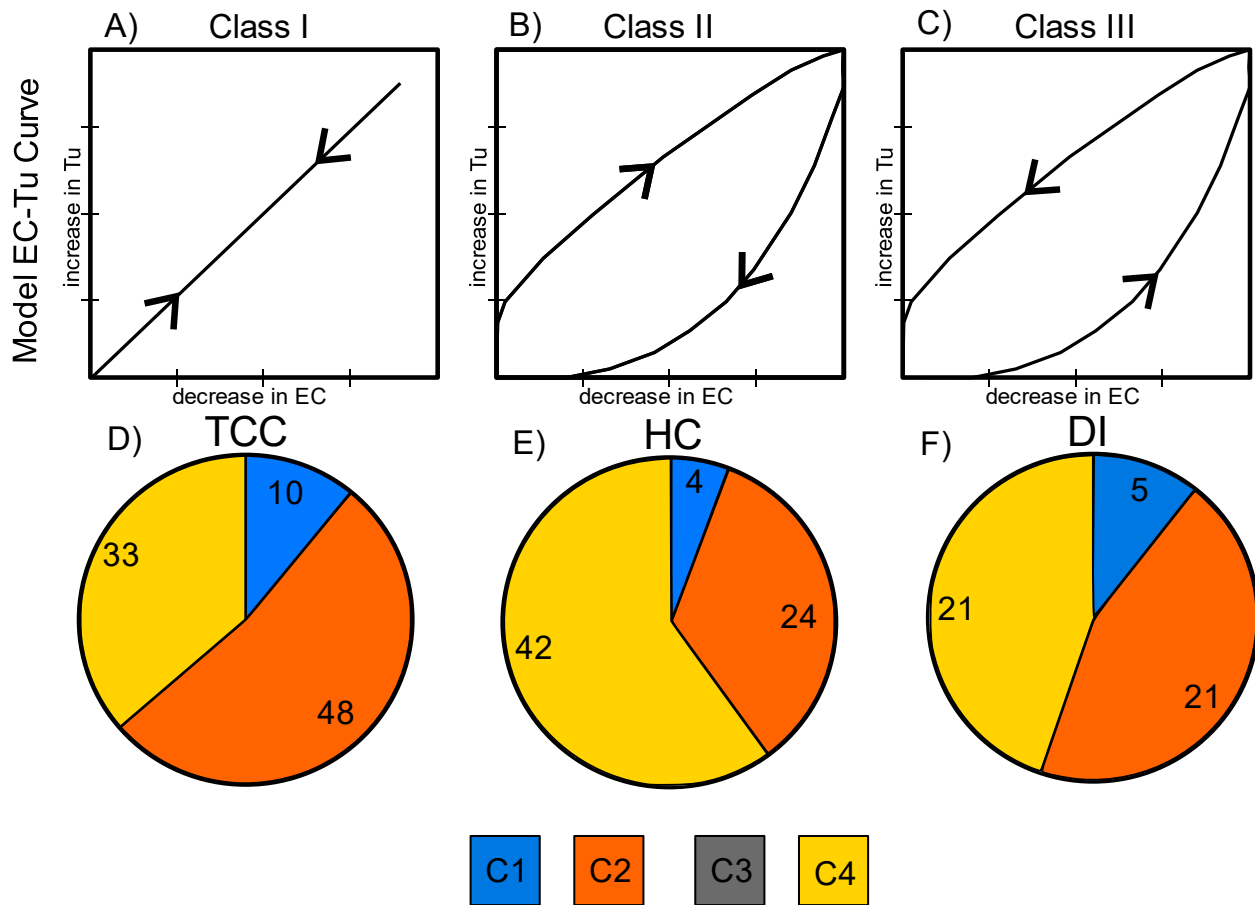 A) Class I
B) Class II
C) Class III
Model EC-Tu Curve
increase in Tu
increase in Tu
increase in Tu
decrease in EC
decrease in EC
decrease in EC
D) TCC
E) HC
F) DI
10
33
48
4
24
42
5
21
21
C1 C2 C3 C4